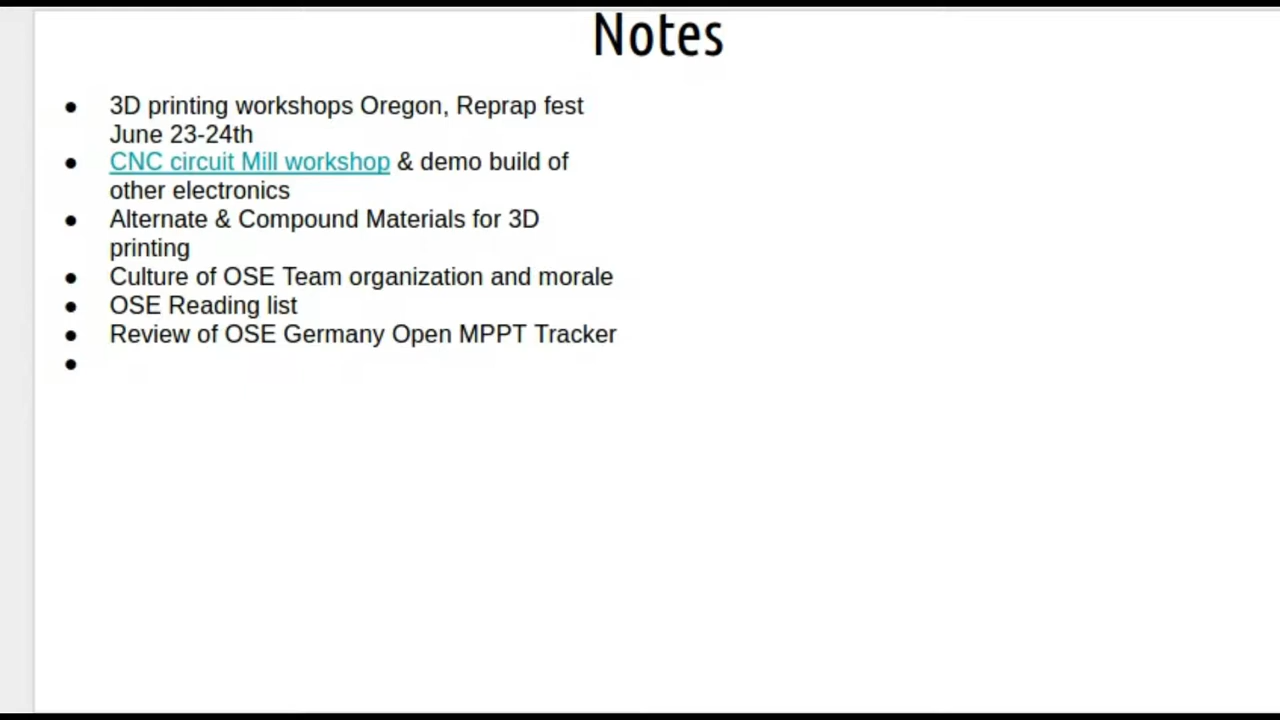 Notes
● 3D printing workshops Oregon, Reprap fest
June 23-24th
● CNC circuit Mill workshop & demo build of
other electronics
● Alternate & Compound Materials for 3D
printing
● Culture of OSE Team organization and morale
● OSE Reading list
● Review of OSE Germany Open MPPT Tracker
●